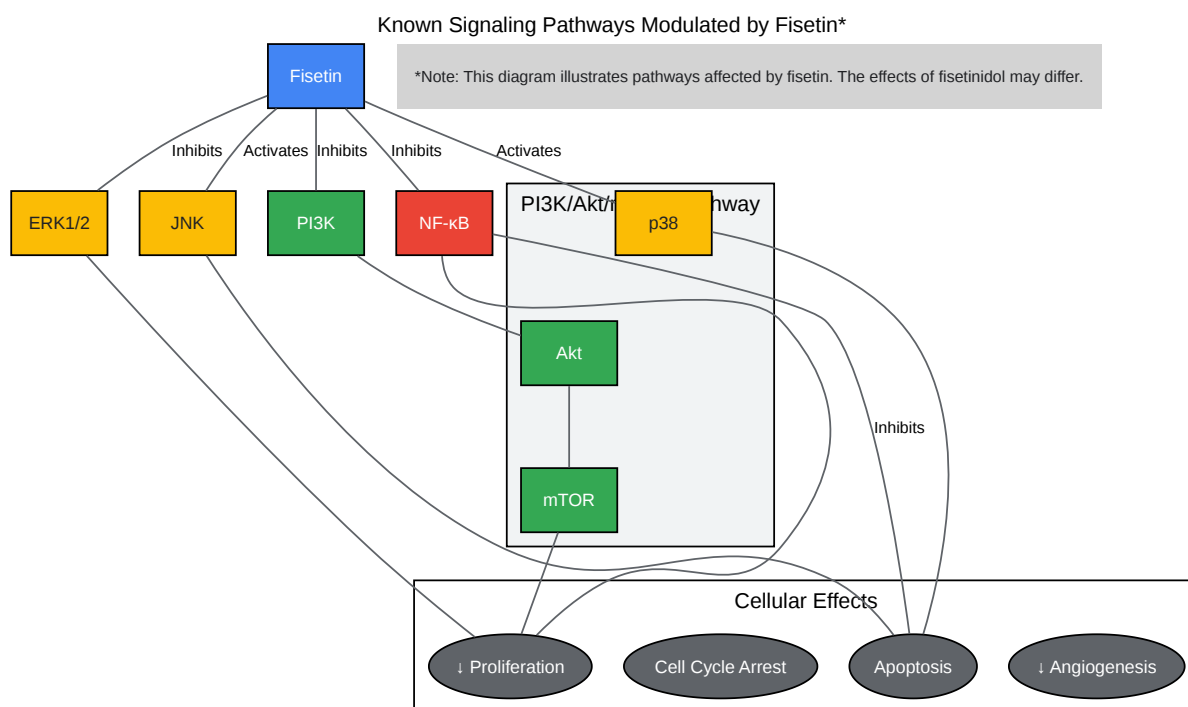 Known Signaling Pathways Modulated by Fisetin*
Fisetin
*Note: This diagram illustrates pathways affected by fisetin. The effects of fisetinidol may differ.
Inhibits
Activates
Inhibits
Inhibits
Activates
ERK1/2
JNK
PI3K
NF-κB
PI3K/Akt/
p38
Akt
Inhibits
mTOR
Cellular Effects
↓ Proliferation
Cell Cycle Arrest
Apoptosis
↓ Angiogenesis